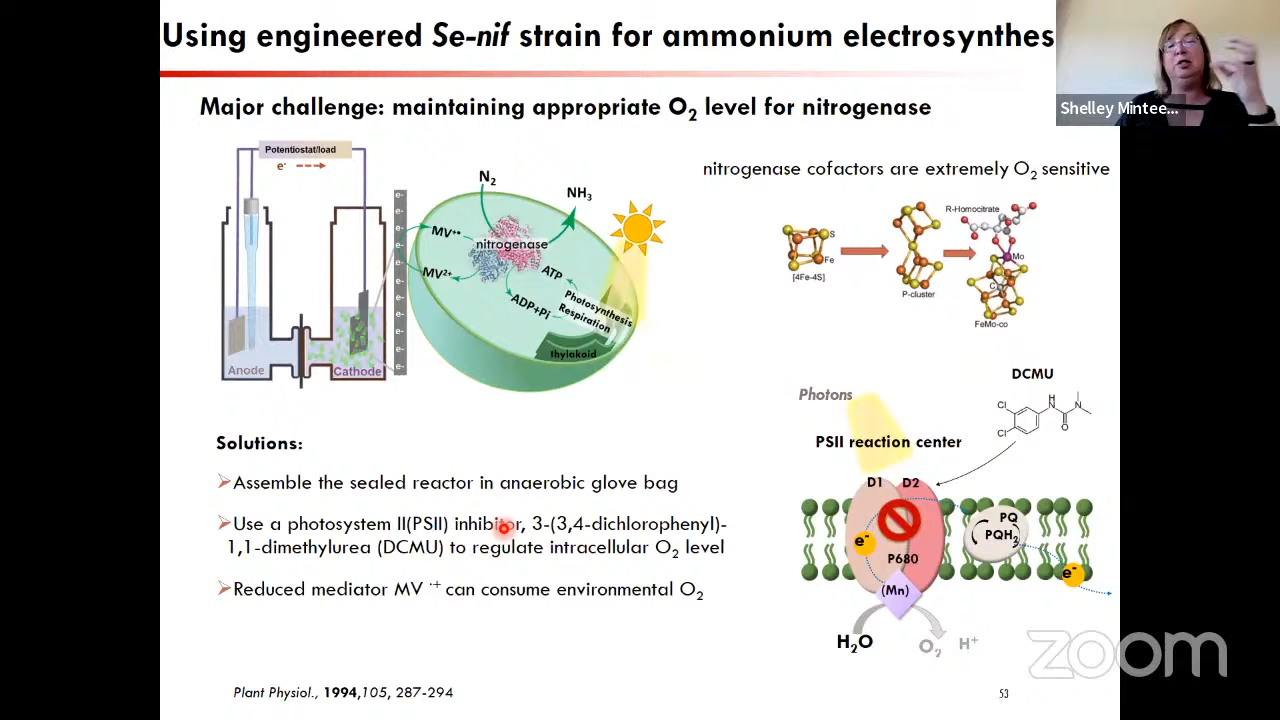 Using engineered Se-nif strain for ammonium electrosynthes
Shelley Mintee...
Major challenge: maintaining appropriate O₂ level for nitrogenase
Potentiostat/load
e⁻
Anode
Cathode
e-
e-
e-
e-
e-
e-
e-
e-
e-
e-
e-
N₂
NH₃
MV⁺•
nitrogenase
MV²⁺
ATP
ADP+Pi
Photosynthesis
Respiration
Thylakoid
nitrogenase cofactors are extremely O₂ sensitive
R-Homocitrate
S
Fe
[4Fe-4S]
P-cluster
Mo
C
FeMo-co
Solutions:
Assemble the sealed reactor in anaerobic glove bag
Use a photosystem II(PSII) inhibitor, 3-(3,4-dichlorophenyl)-
1,1-dimethylurea (DCMU) to regulate intracellular O₂ level
Reduced mediator MV ·⁺ can consume environmental O₂
DCMU
Cl
Cl
H
N
O
N
Photons
PSII reaction center
D1 D2
e⁻
P680
(Mn)
PQ
PQH₂
e⁻
H₂O
O₂
H⁺
zoom
Plant Physiol., 1994,105, 287-294
53